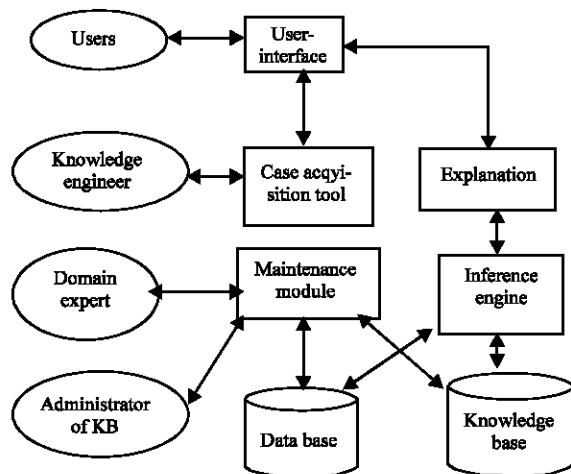 Users
User-
interface
Knowledge
engineer
Case acqyi-
sition tool
Explanation
Domain
expert
Maintenance
module
Inference
engine
Administrator
of KB
Data base
Knowledge
base